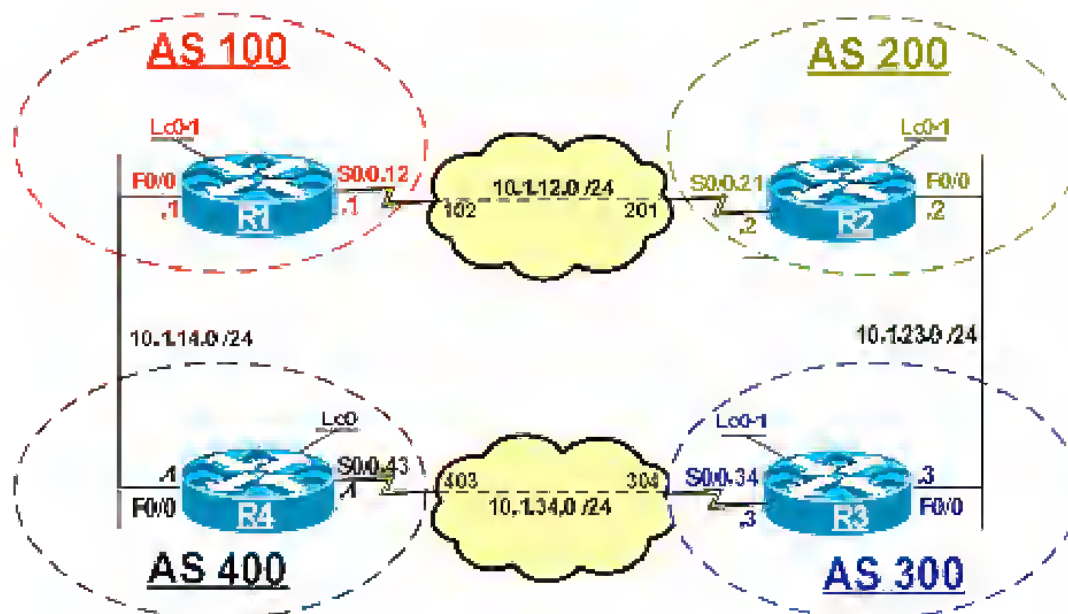 AS 100
AS 200
Lo0-1
Lo0-1
F0/0
S0/0.12
10.1.12.0 /24
S0/0.21
F0/0
.1
R1
.1
102
201
.2
R2
.2
10.1.14.0 /24
10.1.23.0 /24
Lo0
Lo0-1
.4
S0/0.43
403
304
S0/0.34
.3
F0/0
R4
.4
10.1.34.0 /24
.3
R3
F0/0
AS 400
AS 300